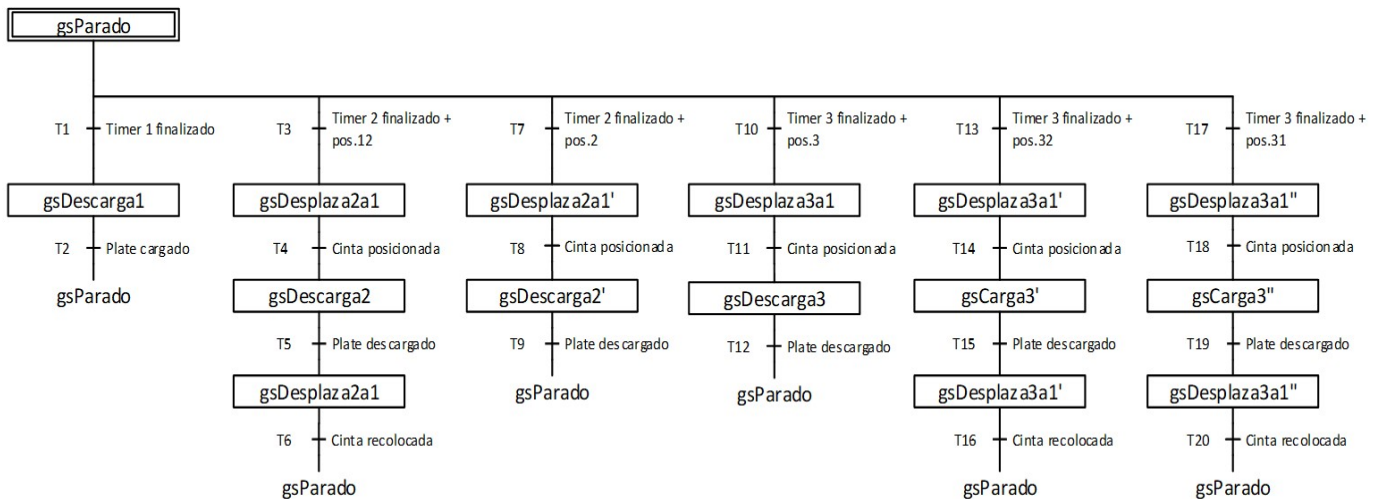 gsParado
T1
Timer 1 finalizado
T3
Timer 2 finalizado +
pos.12
T7
Timer 2 finalizado +
pos.2
T10
Timer 3 finalizado +
pos.3
T13
Timer 3 finalizado +
pos.32
T17
Timer 3 finalizado +
pos.31
gsDescarga1
gsDesplaza2a1
gsDesplaza2a1'
gsDesplaza3a1
gsDesplaza3a1'
gsDesplaza3a1"
T2
Plate cargado
T4
Cinta posicionada
T8
Cinta posicionada
T11
Cinta posicionada
T14
Cinta posicionada
T18
Cinta posicionada
gsParado
gsDescarga2
gsDescarga2'
gsDescarga3
gsCarga3'
gsCarga3"
T5
Plate descargado
T9
Plate descargado
T12
Plate descargado
T15
Plate descargado
T19
Plate descargado
gsDesplaza2a1
gsParado
gsParado
gsDesplaza3a1'
gsDesplaza3a1"
T6
Cinta recolocada
T16
Cinta recolocada
T20
Cinta recolocada
gsParado
gsParado
gsParado